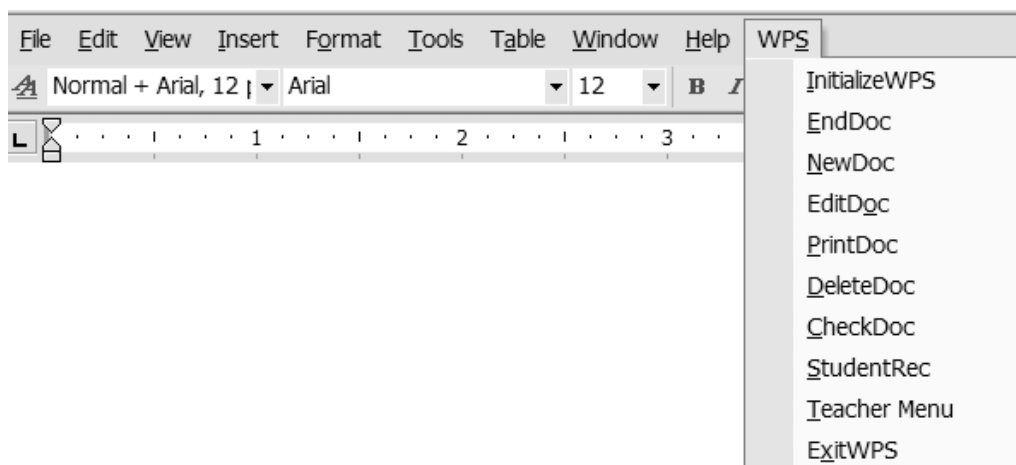 File Edit View Insert Format Tools Table Window Help WPS
Normal + Arial, 12 Arial 12 B I
L 1 2 3
InitializeWPS
EndDoc
NewDoc
EditDoc
PrintDoc
DeleteDoc
CheckDoc
StudentRec
Teacher Menu
ExitWPS